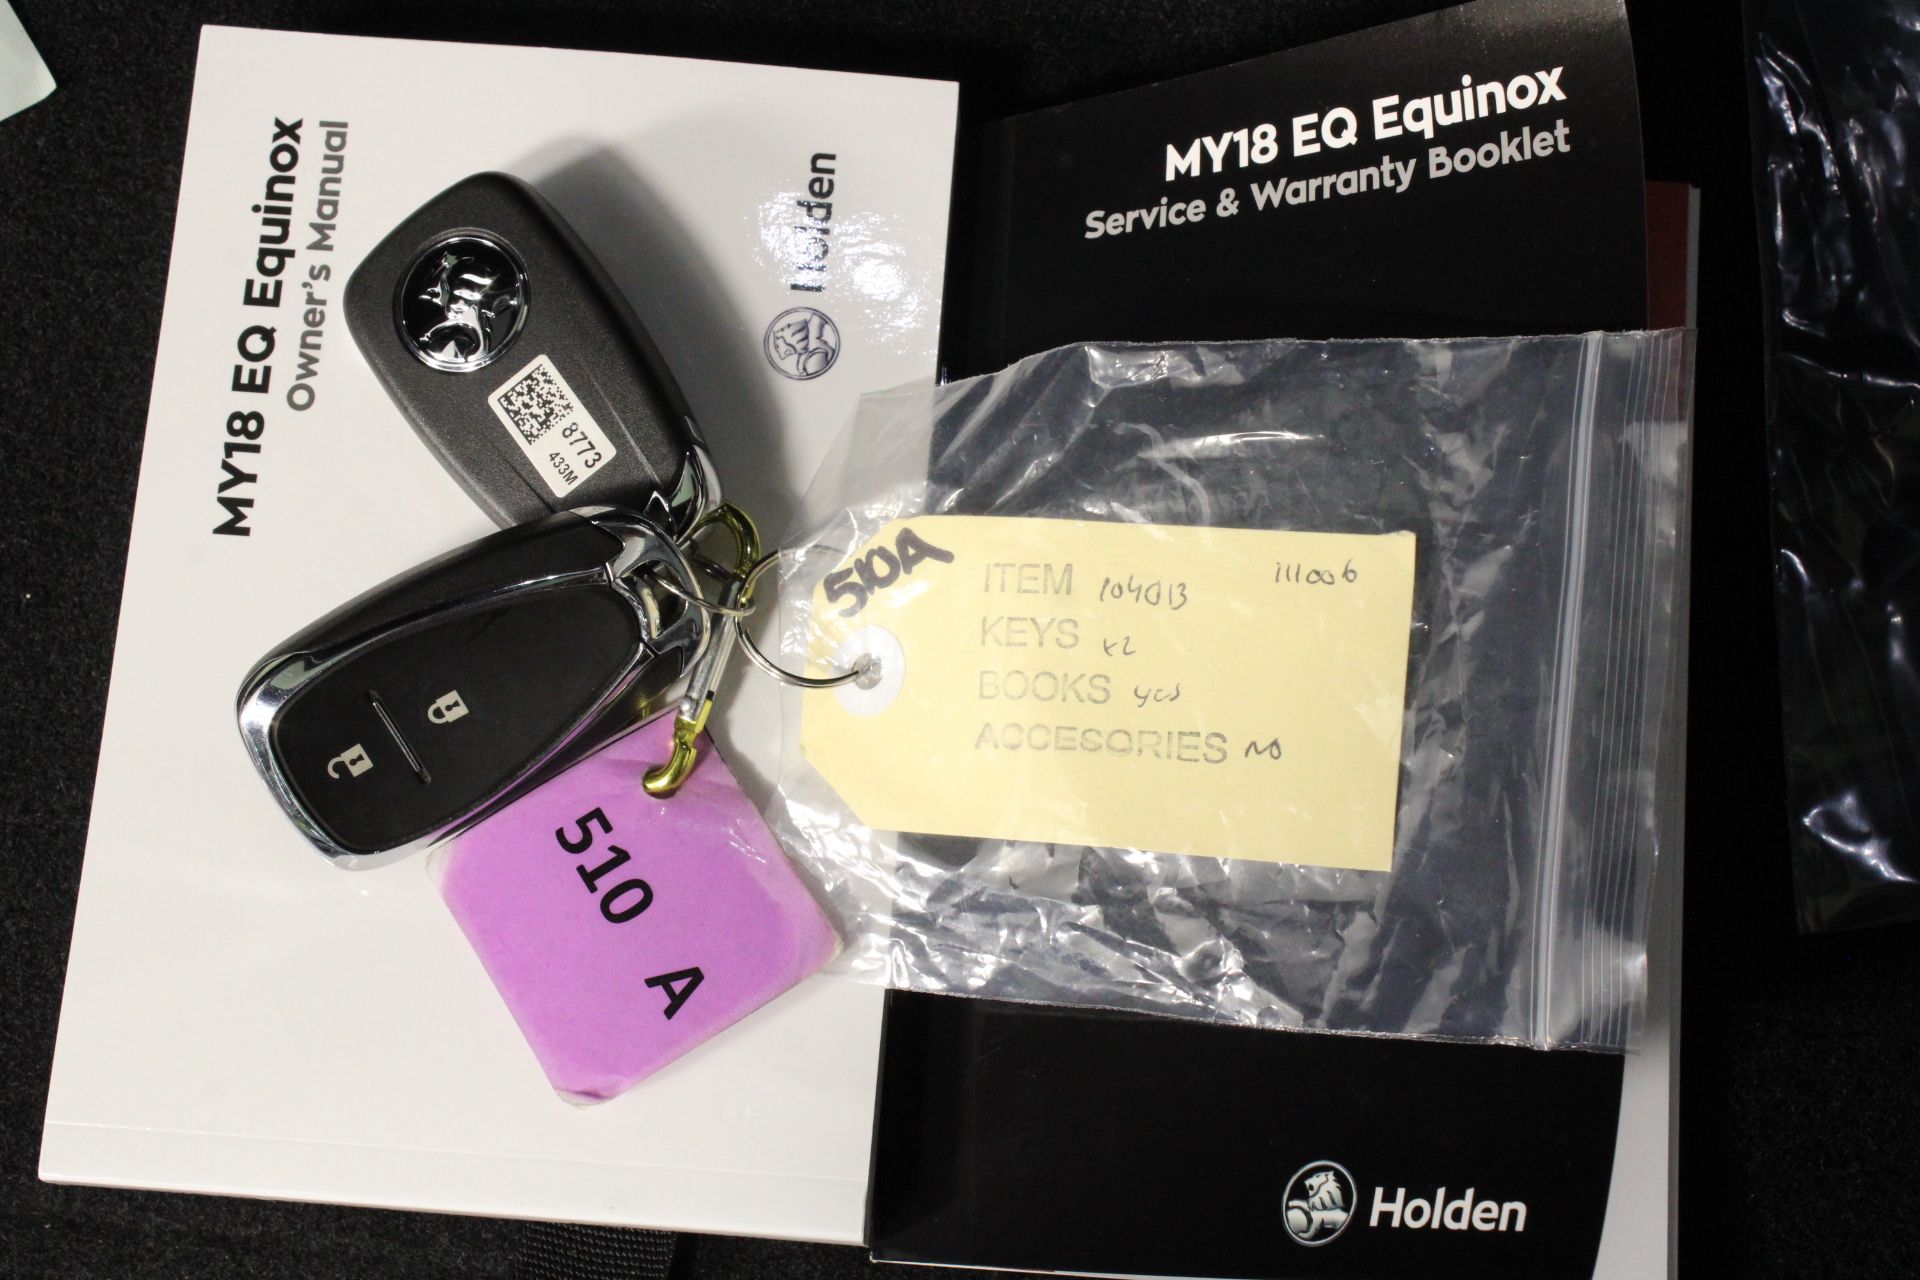 MY18 EQ Equinox
Owner's Manual
Holden
MY18 EQ Equinox
Service & Warranty Booklet
8773
433M
510A
ITEM 104013 111006
KEYS x2
BOOKS yes
ACCESORIES NO
510 A
Holden